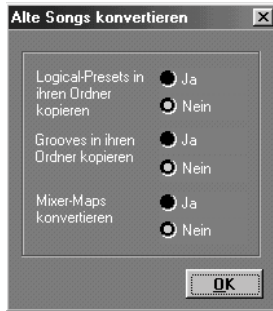 Alte Songs konvertieren
Logical-Presets in
ihren Ordner
kopieren
Ja
Nein
Grooves in ihren
Ordner kopieren
Ja
Nein
Mixer-Maps
konvertieren
Ja
Nein
OK